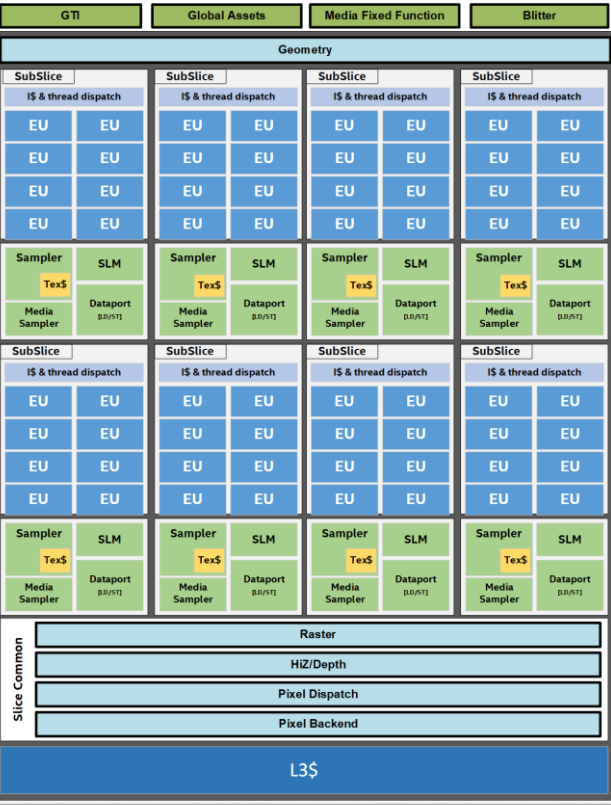 GTI Global Assets Media Fixed Function Blitter
Geometry
SubSlice SubSlice SubSlice SubSlice
I$ & thread dispatch I$ & thread dispatch I$ & thread dispatch I$ & thread dispatch
EU EU EU EU EU EU EU EU
EU EU EU EU EU EU EU EU
EU EU EU EU EU EU EU EU
EU EU EU EU EU EU EU EU
Sampler SLM Sampler SLM Sampler SLM Sampler SLM
Tex$ Tex$ Tex$ Tex$
Media Sampler Dataport [LD/ST] Media Sampler Dataport [LD/ST] Media Sampler Dataport [LD/ST] Media Sampler Dataport [LD/ST]
SubSlice SubSlice SubSlice SubSlice
I$ & thread dispatch I$ & thread dispatch I$ & thread dispatch I$ & thread dispatch
EU EU EU EU EU EU EU EU
EU EU EU EU EU EU EU EU
EU EU EU EU EU EU EU EU
EU EU EU EU EU EU EU EU
Sampler SLM Sampler SLM Sampler SLM Sampler SLM
Tex$ Tex$ Tex$ Tex$
Media Sampler Dataport [LD/ST] Media Sampler Dataport [LD/ST] Media Sampler Dataport [LD/ST] Media Sampler Dataport [LD/ST]
Slice Common
Raster
HiZ/Depth
Pixel Dispatch
Pixel Backend
L3$